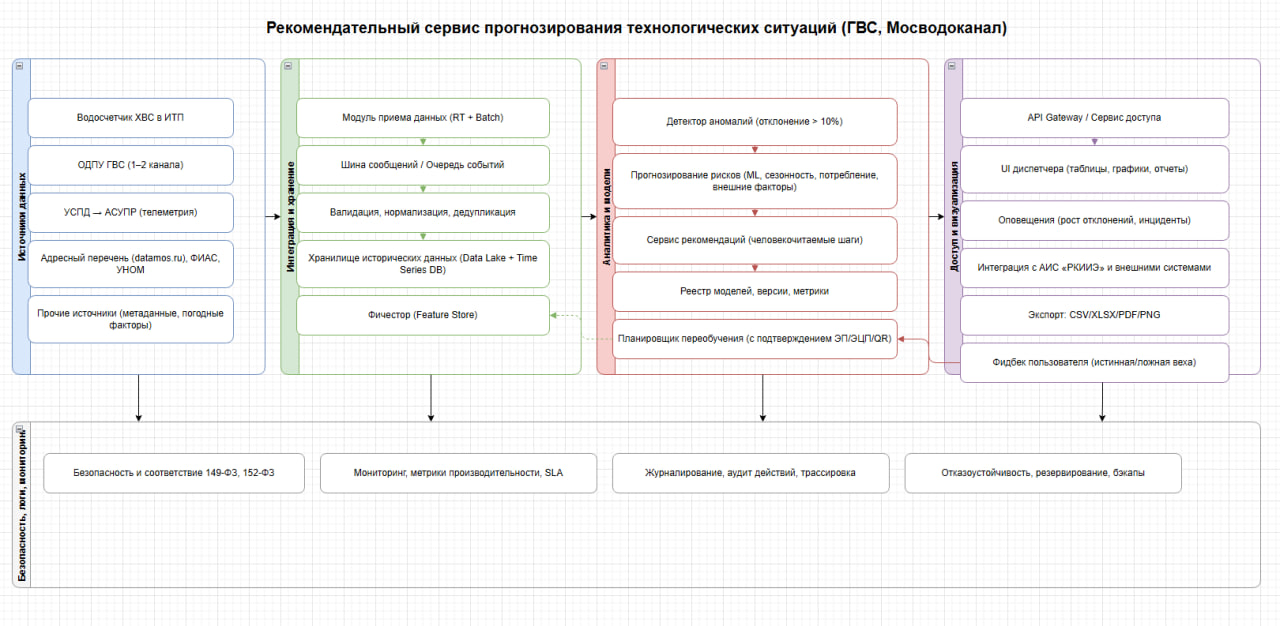 Рекомендательный сервис прогнозирования технологических ситуаций (ГВС, Мосводоканал)
Источники данных
Водосчетчик ХВС в ИТП
ОДПУ ГВС (1–2 канала)
УСПД → АСУПР (телеметрия)
Адресный перечень (datamos.ru), ФИАС,
УНОМ
Прочие источники (метаданные, погодные
факторы)
Интеграция и хранение
Модуль приема данных (RT + Batch)
Шина сообщений / Очередь событий
Валидация, нормализация, дедупликация
Хранилище исторических данных (Data Lake + Time
Series DB)
Фичестор (Feature Store)
Аналитика и модели
Детектор аномалий (отклонение > 10%)
Прогнозирование рисков (ML, сезонность, потребление,
внешние факторы)
Сервис рекомендаций (человекочитаемые шаги)
Реестр моделей, версии, метрики
Планировщик переобучения (с подтверждением ЭП/ЭЦП/QR)
Доступ и визуализация
API Gateway / Сервис доступа
UI диспетчера (таблицы, графики, отчеты)
Оповещения (рост отклонений, инциденты)
Интеграция с АИС «РКИИЭ» и внешними системами
Экспорт: CSV/XLSX/PDF/PNG
Фидбек пользователя (истинная/ложная веха)
Безопасность, логи, мониторинг
Безопасность и соответствие 149-ФЗ, 152-ФЗ
Мониторинг, метрики производительности, SLA
Журналирование, аудит действий, трассировка
Отказоустойчивость, резервирование, бэкапы